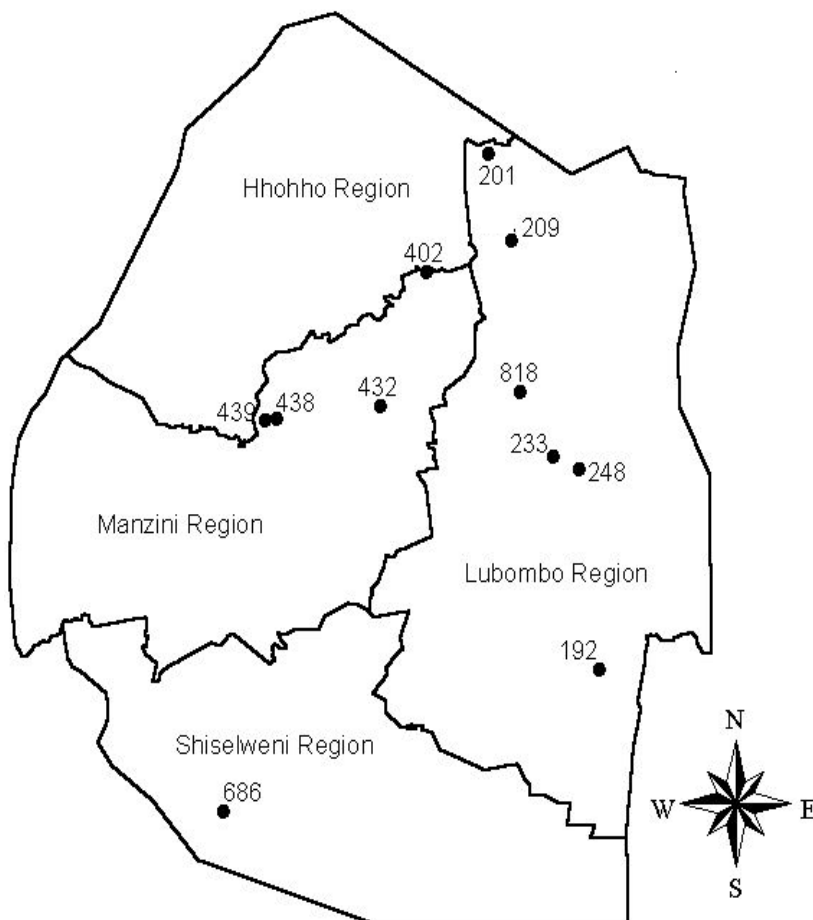 201
Hhohho Region
209
402
818
432
439
438
233
248
Manzini Region
Lubombo Region
192
N
Shiselweni Region
686
W
E
S